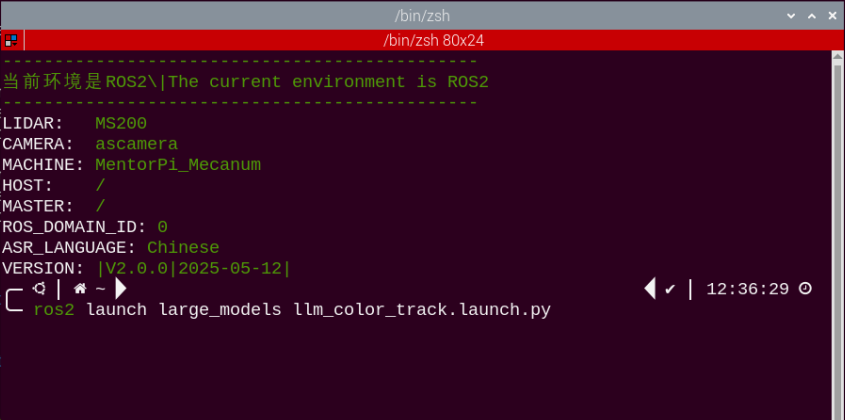 /bin/zsh
/bin/zsh 80x24
----------------------------------------------
当前环境是ROS2\|The current environment is ROS2
----------------------------------------------
LIDAR: MS200
CAMERA: ascamera
MACHINE: MentorPi_Mecanum
HOST: /
MASTER: /
ROS_DOMAIN_ID: 0
ASR_LANGUAGE: Chinese
VERSION: |V2.0.0|2025-05-12|
~ ✔ | 12:36:29
ros2 launch large_models llm_color_track.launch.py